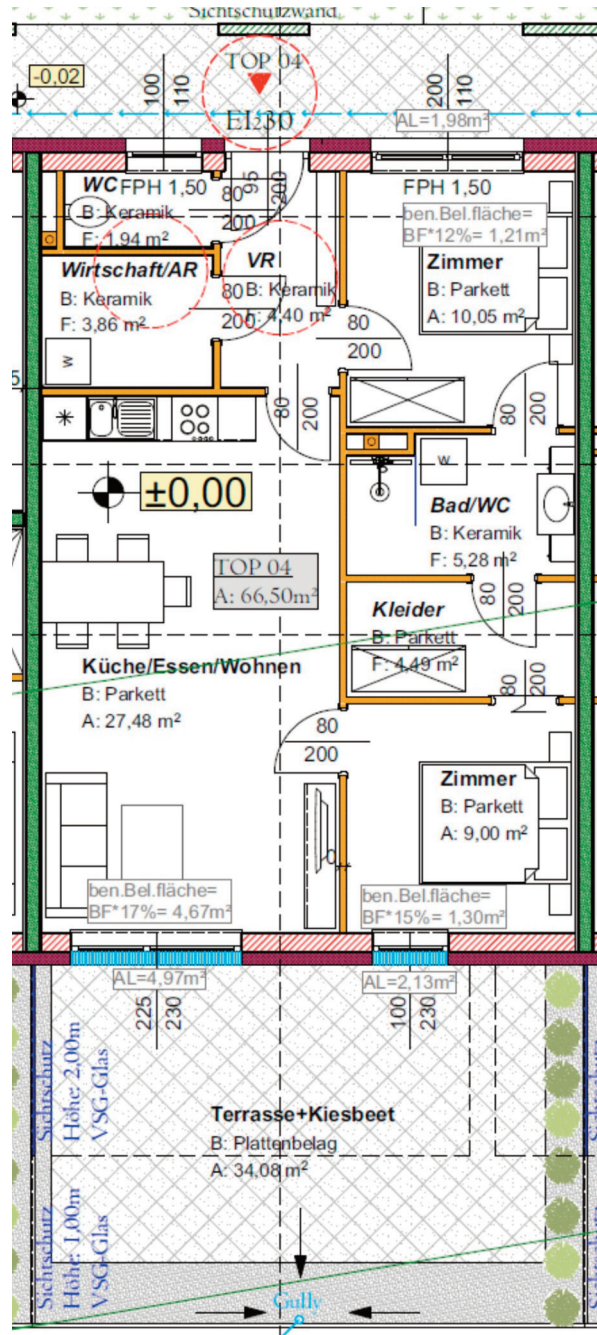 Sichtschutzwand
-0,02
TOP 04
EI230
100
110
200
110
AL=1,98m²
WC
FPH 1,50
B: Keramik
F: 1,94 m²
80
200
95
200
FPH 1,50
ben.Bel.fläche=
BF*12%= 1,21m²
Wirtschaft/AR
B: Keramik
F: 3,86 m²
W
VR
B: Keramik
F: 4,40 m²
80
200
Zimmer
B: Parkett
A: 10,05 m²
80
200
80
200
80
200
±0,00
W
Bad/WC
B: Keramik
F: 5,28 m²
TOP 04
A: 66,50m²
80
200
Kleider
B: Parkett
F: 4,49 m²
Küche/Essen/Wohnen
B: Parkett
A: 27,48 m²
80
200
80
200
Zimmer
B: Parkett
A: 9,00 m²
ben.Bel.fläche=
BF*17%= 4,67m²
ben.Bel.fläche=
BF*15%= 1,30m²
AL=4,97m²
AL=2,13m²
225
230
100
230
Sichtschutz
Höhe: 2,00m
VSG-Glas
Sichtschutz
Höhe: 1,00m
VSG-Glas
Terrasse+Kiesbeet
B: Plattenbelag
A: 34,08 m²
Gully